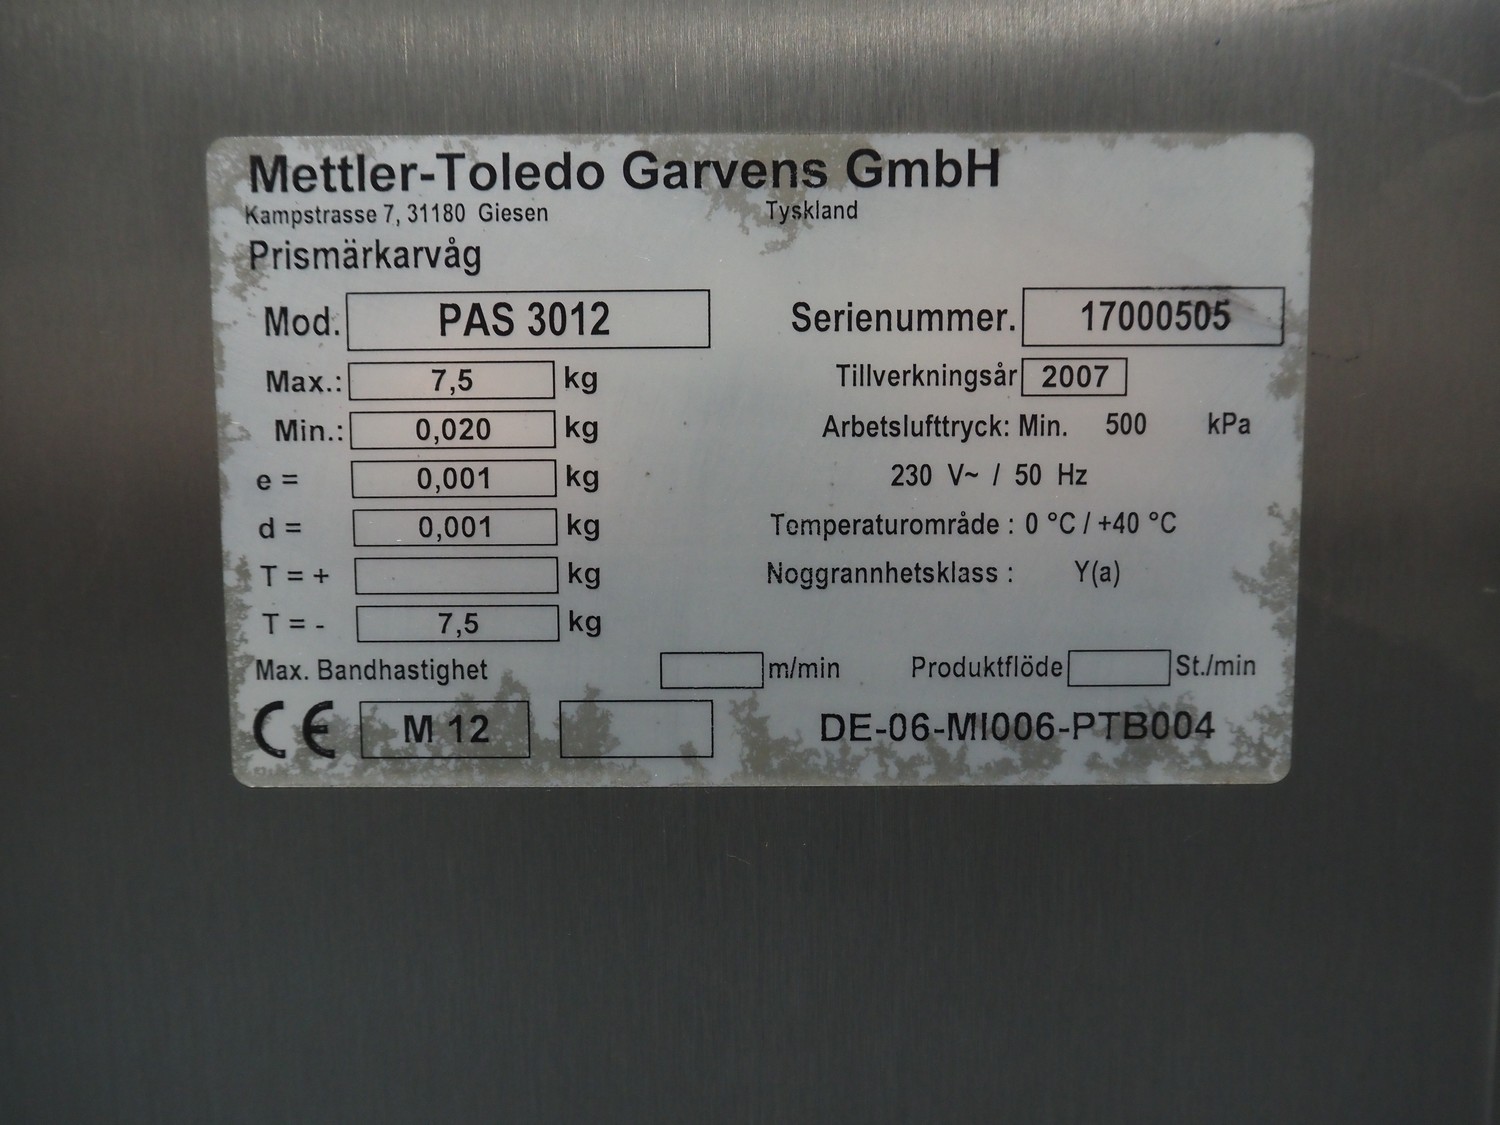 Mettler-Toledo Garvens GmbH
Kampstrasse 7, 31180 Giesen Tyskland
Prismärkarvåg
Mod. PAS 3012 Serienummer. 17000505
Max.: 7,5 kg Tillverkningsår 2007
Min.: 0,020 kg Arbetslufttryck: Min. 500 kPa
e = 0,001 kg 230 V~ / 50 Hz
d = 0,001 kg Temperaturområde : 0 °C / +40 °C
T = + kg Noggrannhetsklass : Y(a)
T = - 7,5 kg
Max. Bandhastighet m/min Produktflöde St./min
CE M 12 DE-06-MI006-PTB004